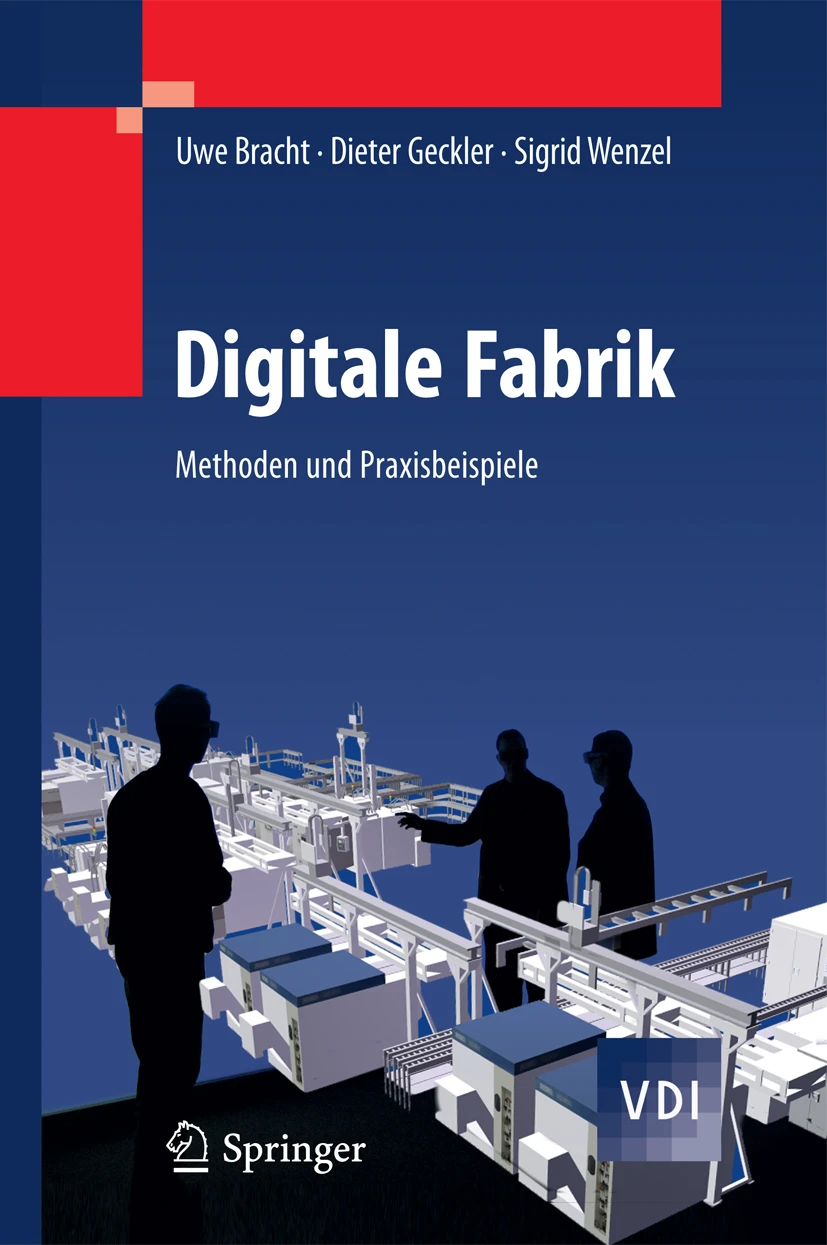 Uwe Bracht · Dieter Geckler · Sigrid Wenzel
Digitale Fabrik
Methoden und Praxisbeispiele
Springer
VDI